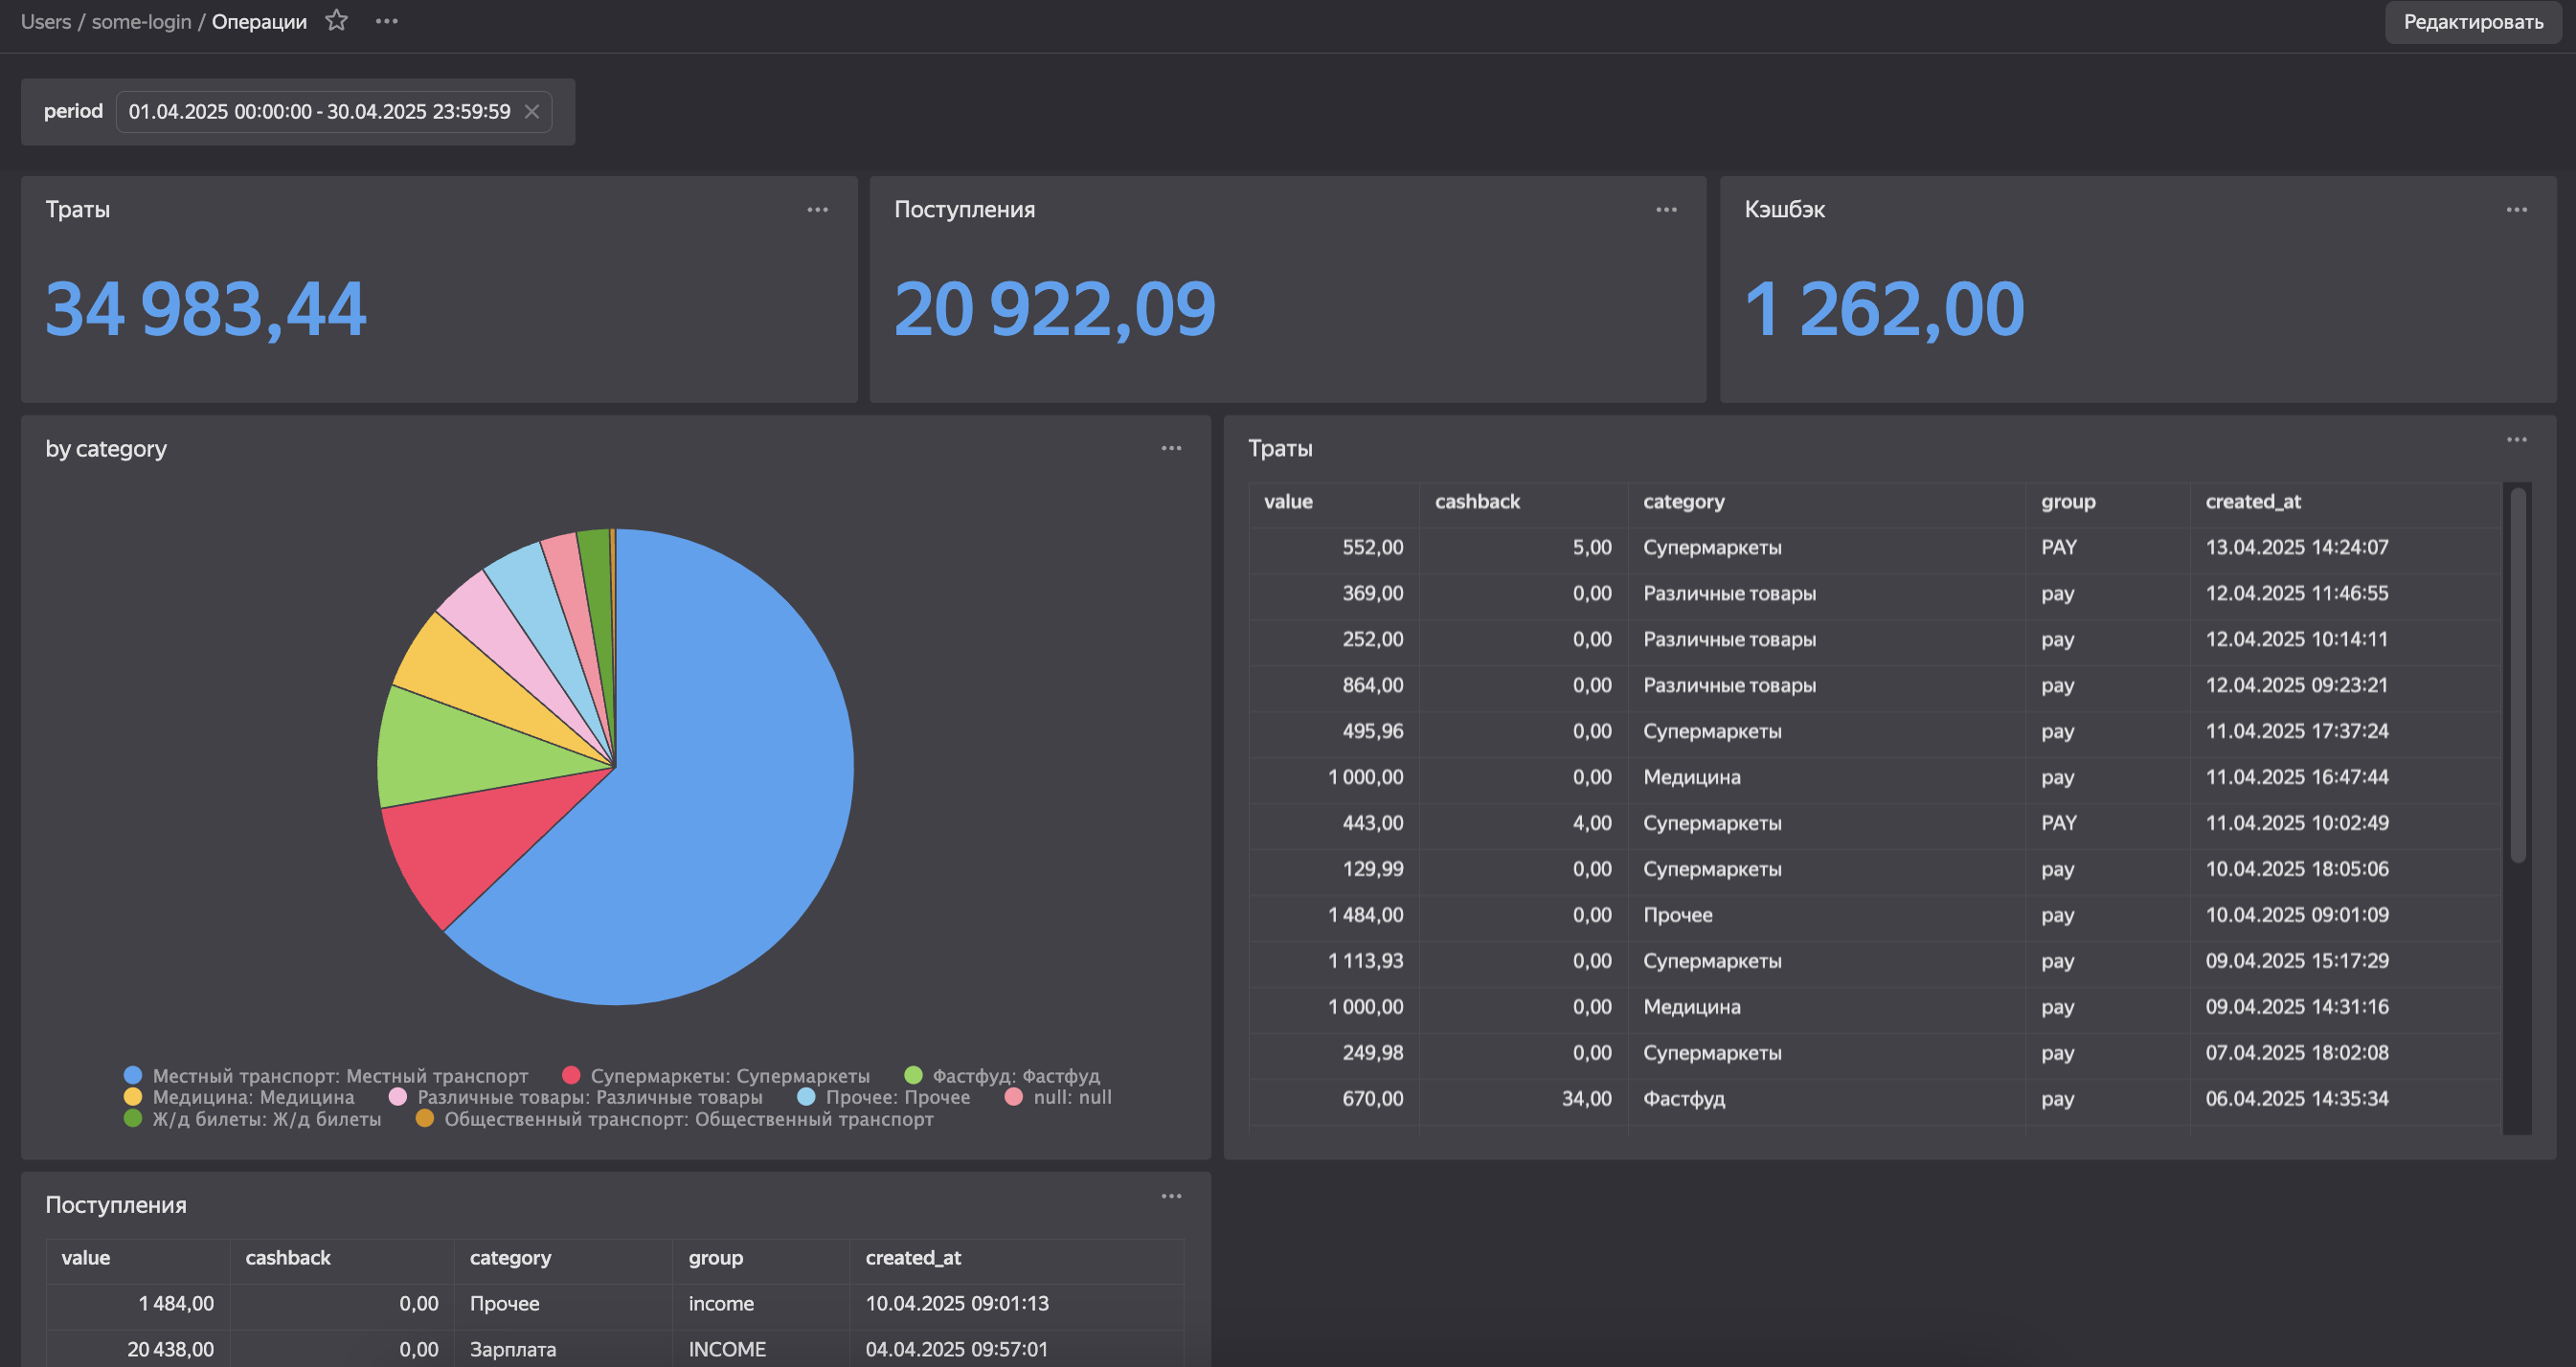 Users / some-login / Операции
Редактировать
period 01.04.2025 00:00:00 - 30.04.2025 23:59:59
Траты
34 983,44
Поступления
20 922,09
Кэшбэк
1 262,00
by category
Местный транспорт: Местный транспорт Супермаркеты: Супермаркеты Фастфуд: Фастфуд
Медицина: Медицина Различные товары: Различные товары Прочее: Прочее null: null
Ж/д билеты: Ж/д билеты Общественный транспорт: Общественный транспорт
Траты
value cashback category group created_at
552,00 5,00 Супермаркеты PAY 13.04.2025 14:24:07
369,00 0,00 Различные товары pay 12.04.2025 11:46:55
252,00 0,00 Различные товары pay 12.04.2025 10:14:11
864,00 0,00 Различные товары pay 12.04.2025 09:23:21
495,96 0,00 Супермаркеты pay 11.04.2025 17:37:24
1 000,00 0,00 Медицина pay 11.04.2025 16:47:44
443,00 4,00 Супермаркеты PAY 11.04.2025 10:02:49
129,99 0,00 Супермаркеты pay 10.04.2025 18:05:06
1 484,00 0,00 Прочее pay 10.04.2025 09:01:09
1 113,93 0,00 Супермаркеты pay 09.04.2025 15:17:29
1 000,00 0,00 Медицина pay 09.04.2025 14:31:16
249,98 0,00 Супермаркеты pay 07.04.2025 18:02:08
670,00 34,00 Фастфуд pay 06.04.2025 14:35:34
Поступления
value cashback category group created_at
1 484,00 0,00 Прочее income 10.04.2025 09:01:13
20 438,00 0,00 Зарплата INCOME 04.04.2025 09:57:01